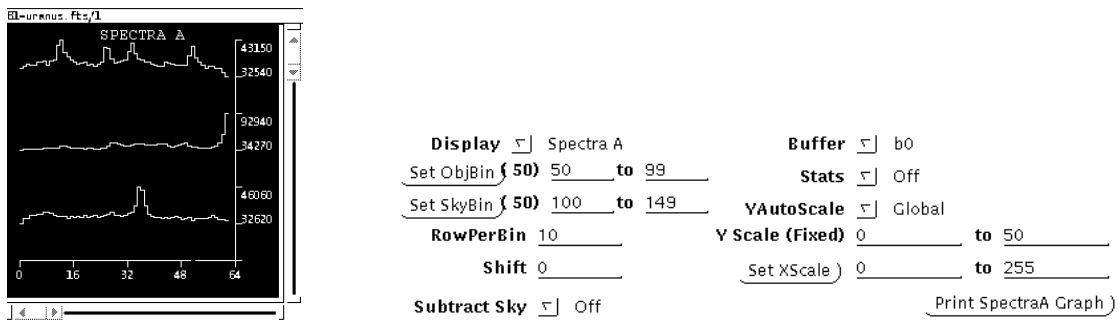 81-uranus.fts/1
SPECTRA A
43150
32540
92940
34270
46060
32620
0 16 32 48 64
Display Spectra A
Set ObjBin ( 50) 50 to 99
Set SkyBin ( 50) 100 to 149
RowPerBin 10
Shift 0
Subtract Sky Off
Buffer b0
Stats Off
YAutoScale Global
Y Scale (Fixed) 0 to 50
Set XScale 0 to 255
Print SpectraA Graph